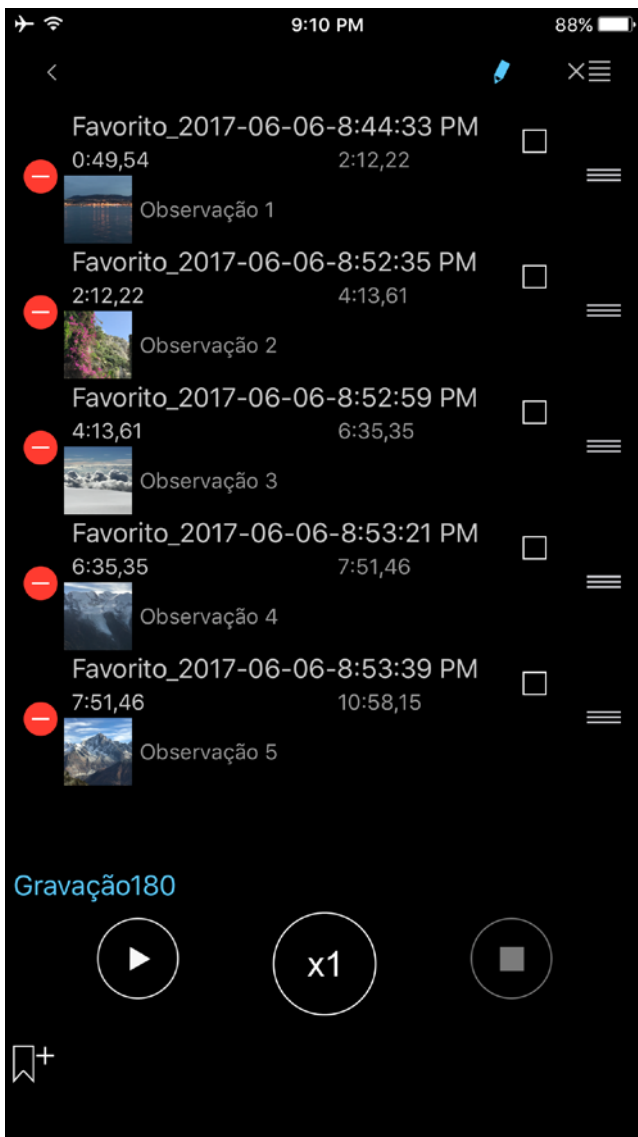 9:10 PM 88%
Favorito_2017-06-06-8:44:33 PM
0:49,54 2:12,22
Observação 1
Favorito_2017-06-06-8:52:35 PM
2:12,22 4:13,61
Observação 2
Favorito_2017-06-06-8:52:59 PM
4:13,61 6:35,35
Observação 3
Favorito_2017-06-06-8:53:21 PM
6:35,35 7:51,46
Observação 4
Favorito_2017-06-06-8:53:39 PM
7:51,46 10:58,15
Observação 5
Gravação180
x1